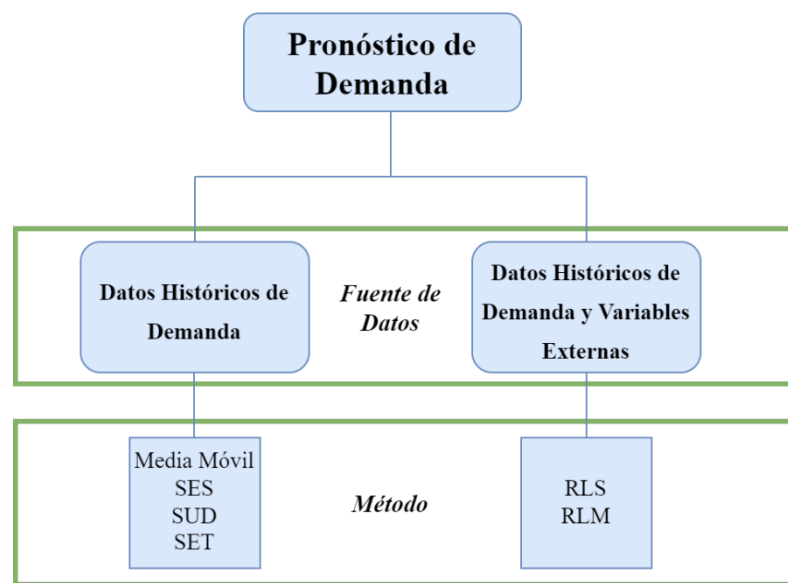 Pronóstico de
Demanda
Datos Históricos de
Demanda
Fuente de
Datos
Datos Históricos de
Demanda y Variables
Externas
Media Móvil
SES
SUD
SET
Método
RLS
RLM